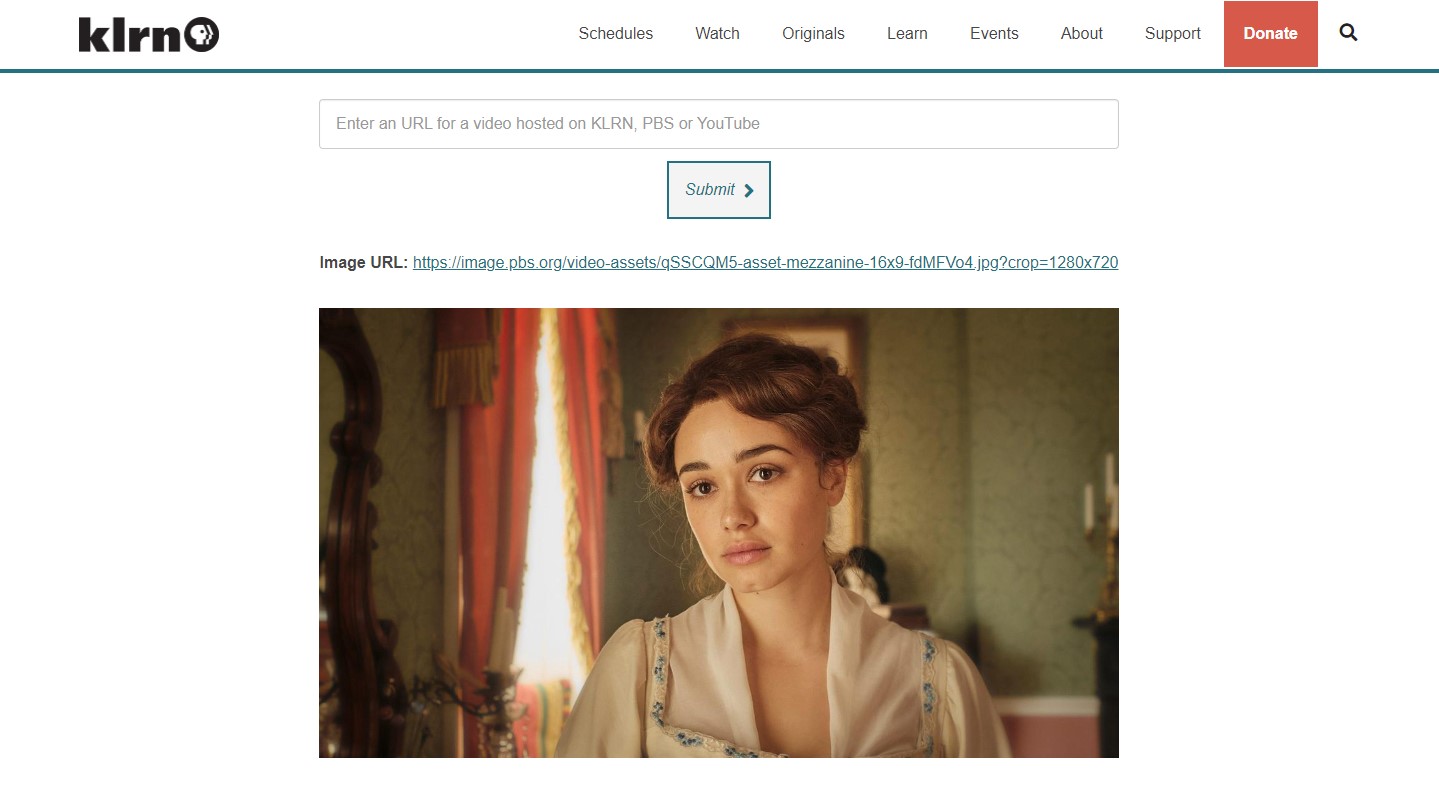 klrn
Schedules Watch Originals Learn Events About Support Donate
Enter an URL for a video hosted on KLRN, PBS or YouTube
Submit
Image URL: https://image.pbs.org/video-assets/qSSCQM5-asset-mezzanine-16x9-fdMFVo4.jpg?crop=1280x720